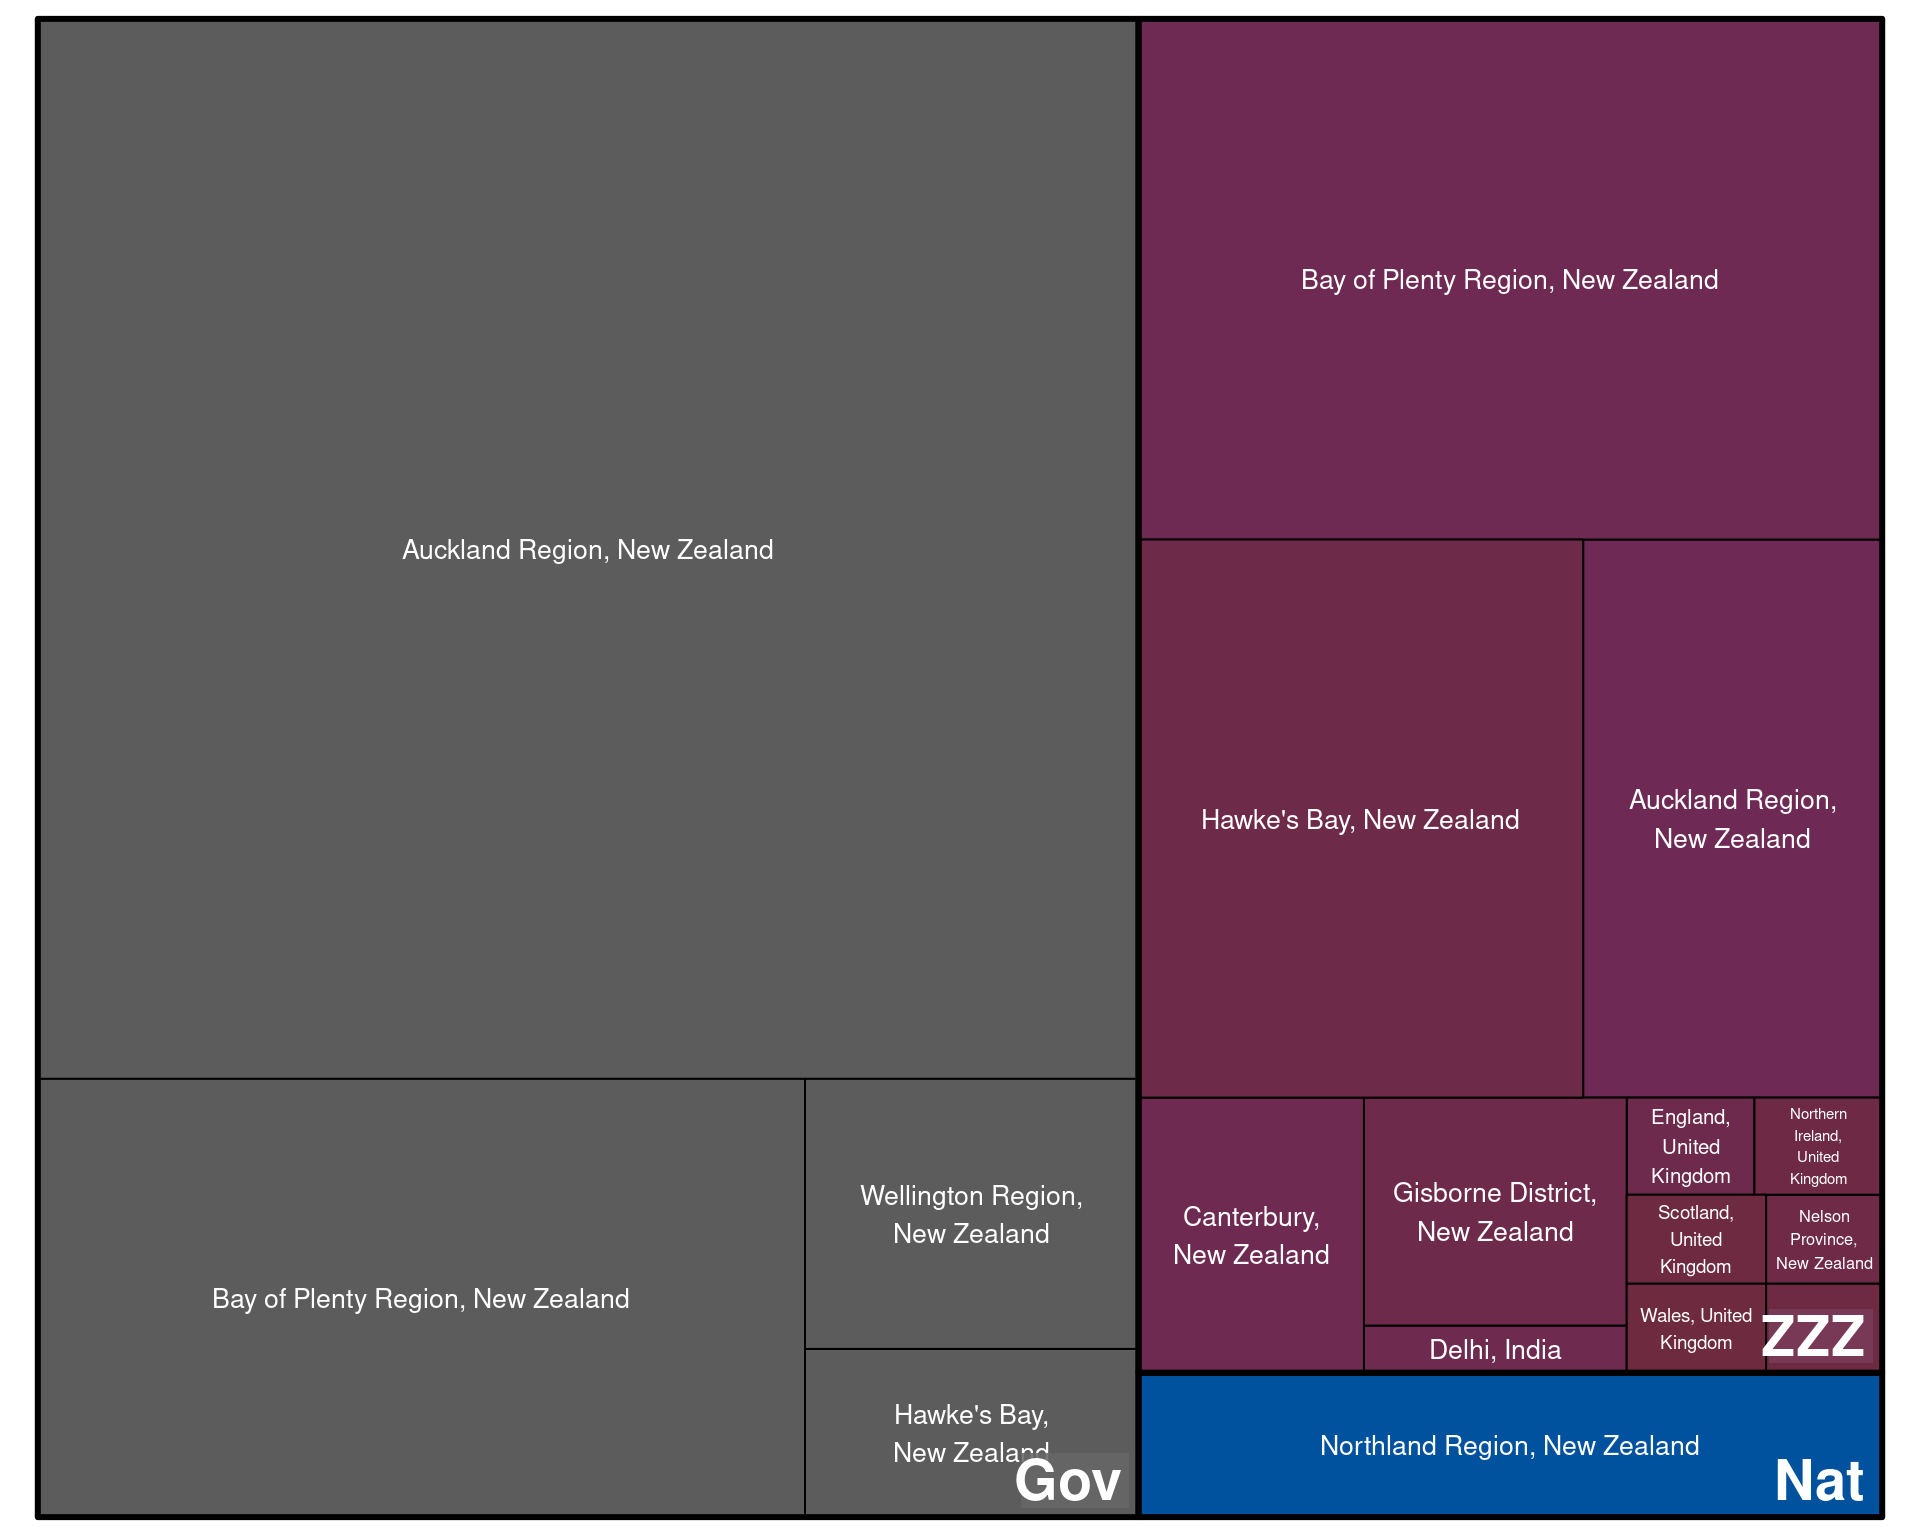 Auckland Region, New Zealand
Bay of Plenty Region, New Zealand
Wellington Region,
New Zealand
Hawke's Bay,
New Zealand
Gov
Bay of Plenty Region, New Zealand
Hawke's Bay, New Zealand
Auckland Region,
New Zealand
Canterbury,
New Zealand
Gisborne District,
New Zealand
Delhi, India
England,
United
Kingdom
Northern
Ireland,
United
Kingdom
Scotland,
United
Kingdom
Nelson
Province,
New Zealand
Wales, United
Kingdom
ZZZ
Northland Region, New Zealand
Nat